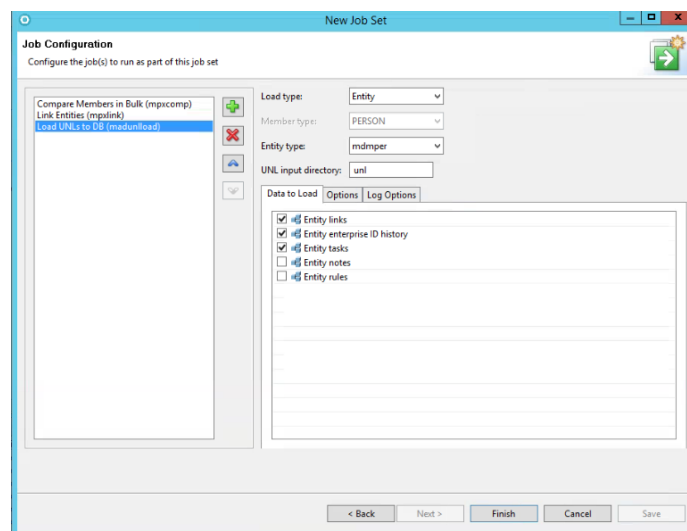 New Job Set
Job Configuration
Configure the job(s) to run as part of this job set
Compare Members in Bulk (mpxcomp)
Link Entities (mpxlink)
Load UNLs to DB (madunlload)
Load type: Entity
Member type: PERSON
Entity type: mdmper
UNL input directory: unl
Data to Load Options Log Options
Entity links
Entity enterprise ID history
Entity tasks
Entity notes
Entity rules
< Back Next > Finish Cancel Save